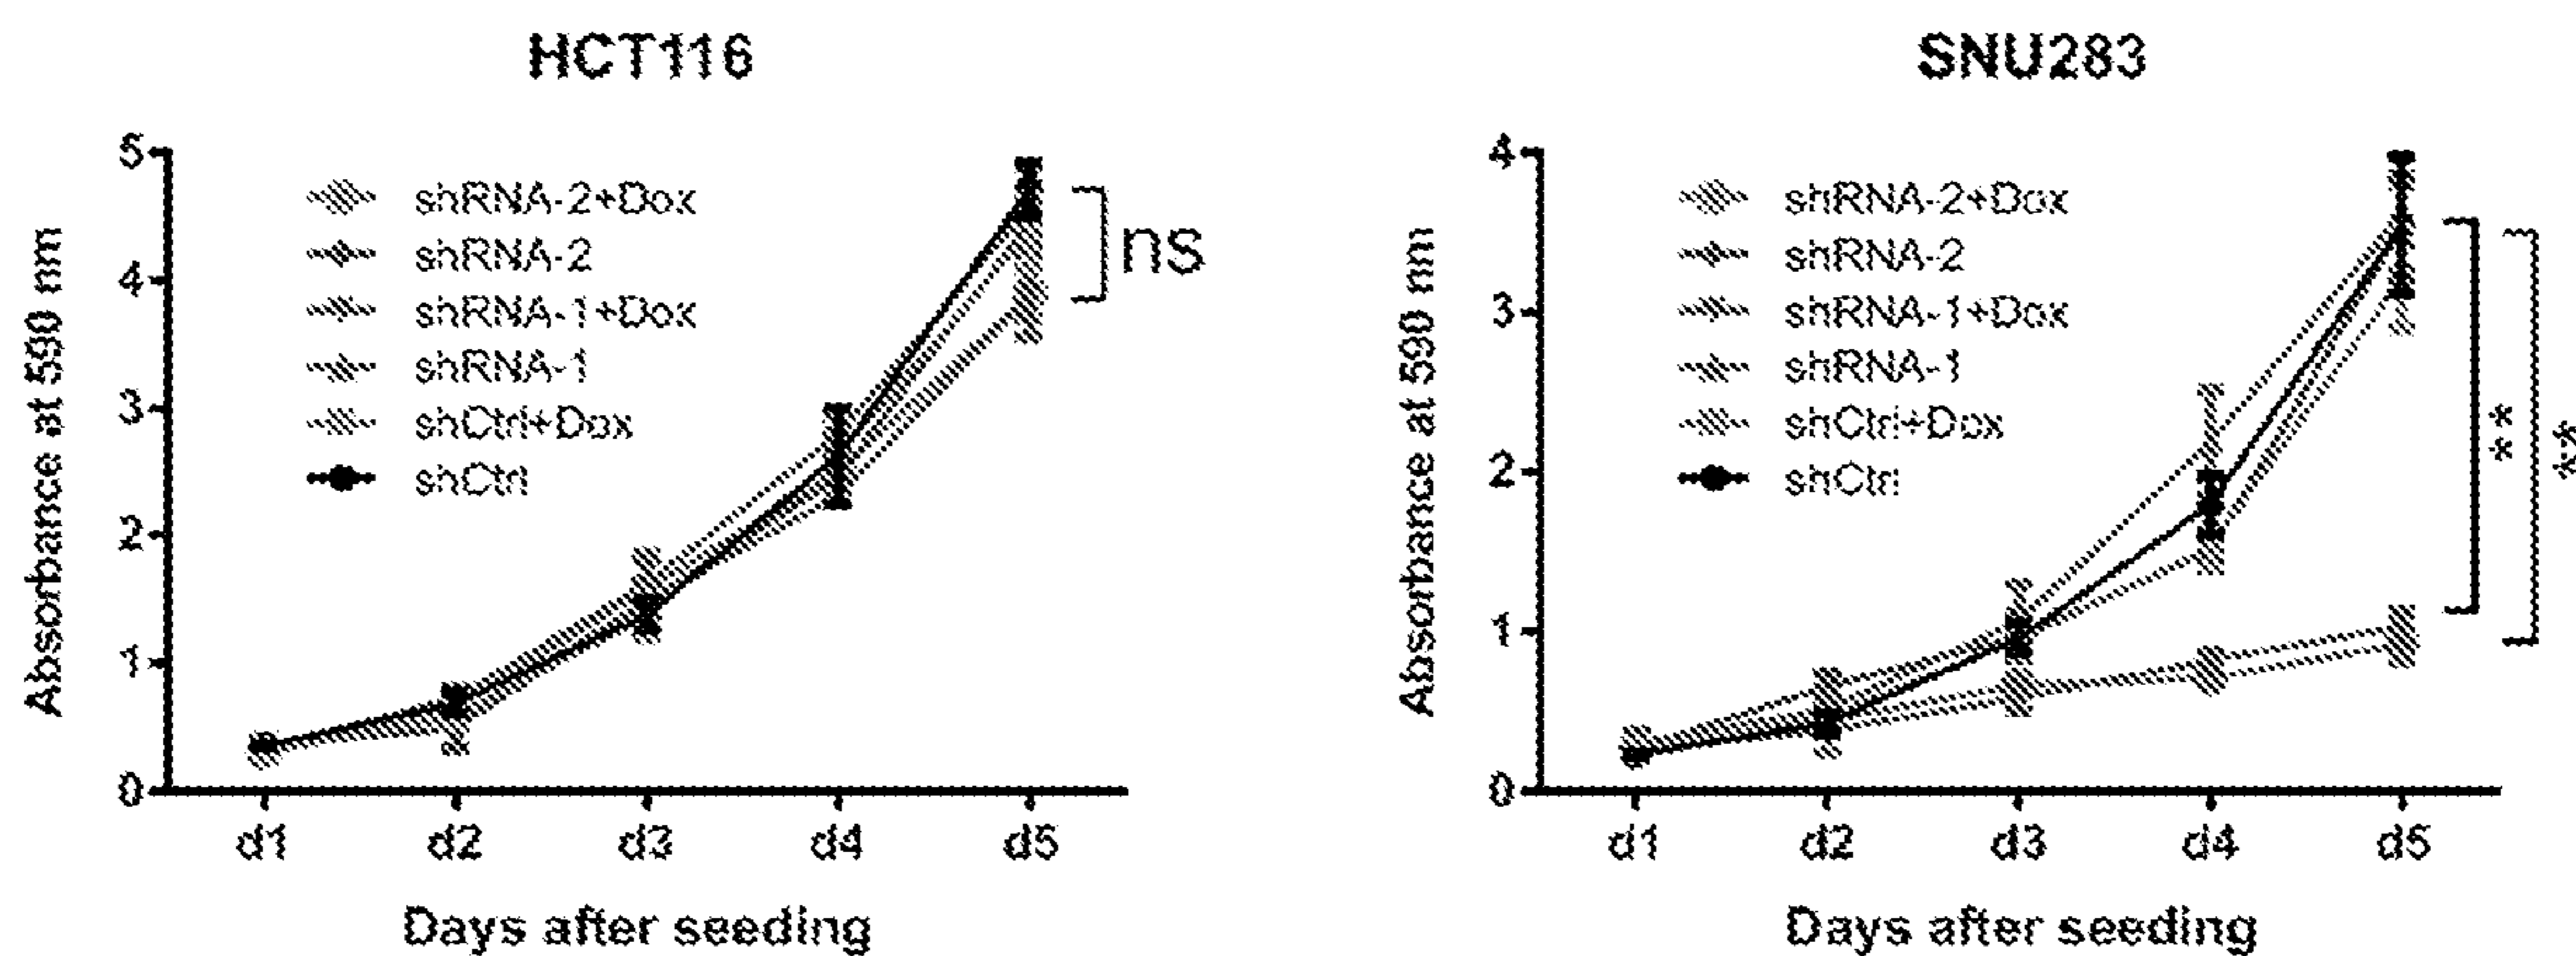 HCT116
Absorbance at 590 nm
5
4
3
2
1
0
shRNA-2+Dox
shRNA-2
shRNA-1+Dox
shRNA-1
shCtrl+Dox
shCtrl
ns
d1 d2 d3 d4 d5
Days after seeding
SNU283
Absorbance at 590 nm
4
3
2
1
0
shRNA-2+Dox
shRNA-2
shRNA-1+Dox
shRNA-1
shCtrl+Dox
shCtrl
**
**
d1 d2 d3 d4 d5
Days after seeding